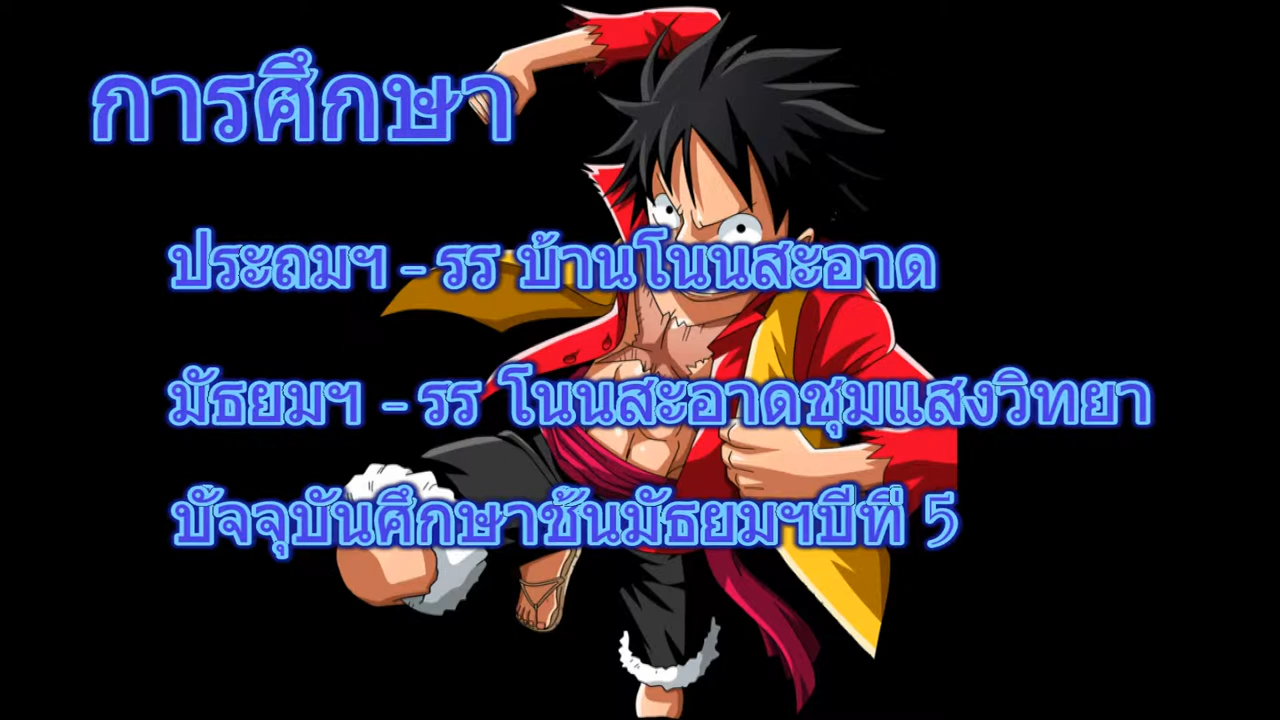 การศึกษา
ประถมฯ - รร บ้านโนนสะอาด
มัธยมฯ - รร โนนสะอาดชุมแสงวิทยา
ปัจจุบันศึกษาชั้นมัธยมฯปีที่ 5